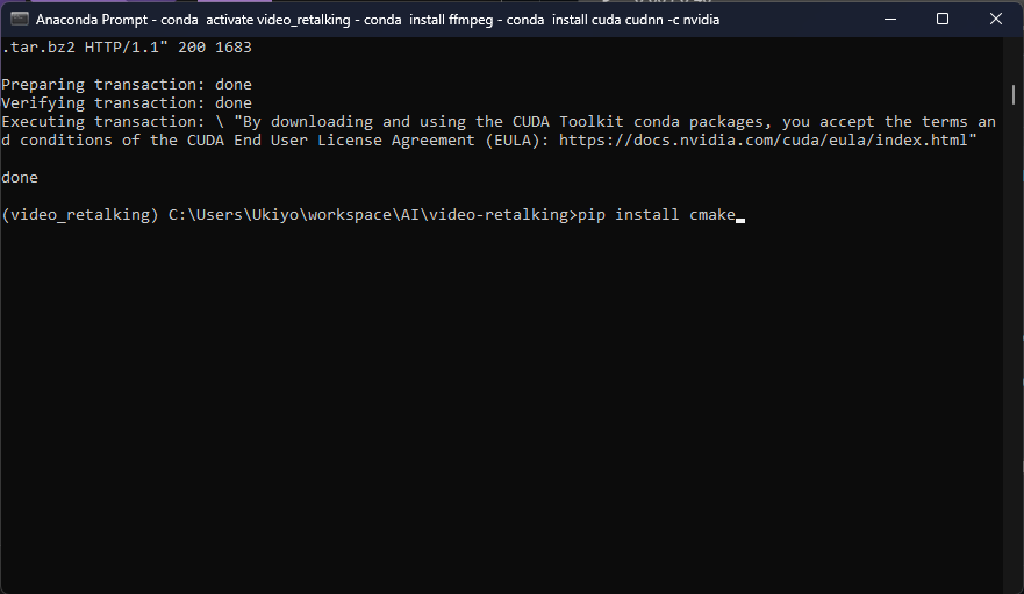 Anaconda Prompt - conda  activate video_retalking - conda  install ffmpeg - conda  install cuda cudnn -c nvidia
.tar.bz2 HTTP/1.1" 200 1683
Preparing transaction: done
Verifying transaction: done
Executing transaction: \ "By downloading and using the CUDA Toolkit conda packages, you accept the terms an
d conditions of the CUDA End User License Agreement (EULA): https://docs.nvidia.com/cuda/eula/index.html"
done
(video_retalking) C:\Users\Ukiyo\workspace\AI\video-retalking>pip install cmake